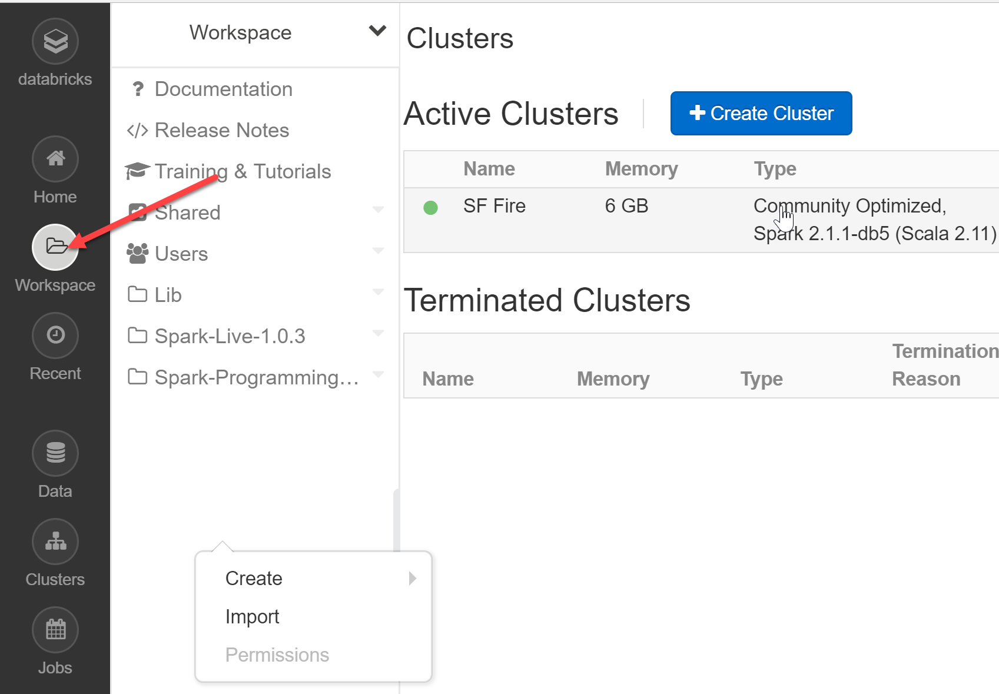 databricks
Home
Workspace
Recent
Data
Clusters
Jobs
Workspace
? Documentation
</> Release Notes
Training & Tutorials
Shared
Users
Lib
Spark-Live-1.0.3
Spark-Programming...
Create
Import
Permissions
Clusters
Active Clusters
Create Cluster
Name Memory Type
SF Fire 6 GB Community Optimized,
Spark 2.1.1-db5 (Scala 2.11)
Terminated Clusters
Termination
Name Memory Type Reason